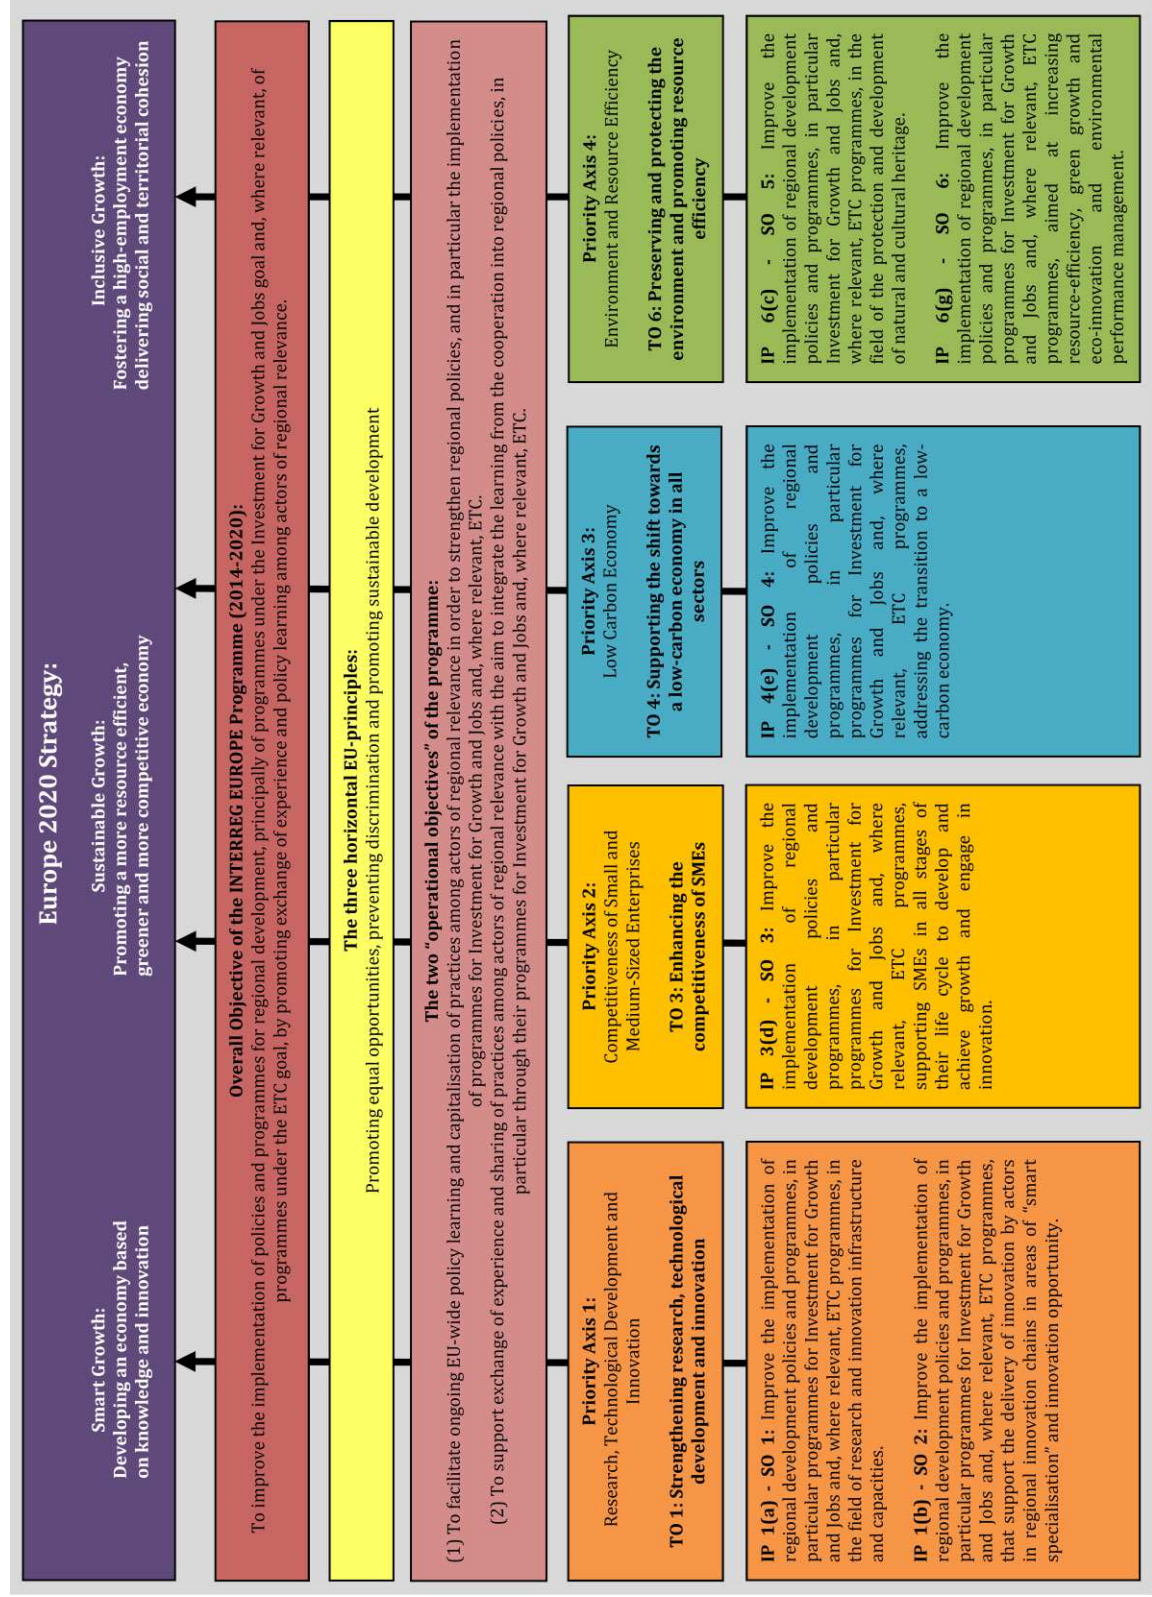 Europe 2020 Strategy:
Smart Growth:
Developing an economy based
on knowledge and innovation
Sustainable Growth:
Promoting a more resource efficient,
greener and more competitive economy
Inclusive Growth:
Fostering a high-employment economy
delivering social and territorial cohesion
Overall Objective of the INTERREG EUROPE Programme (2014-2020):
To improve the implementation of policies and programmes for regional development, principally of programmes under the Investment for Growth and Jobs goal and, where relevant, of
programmes under the ETC goal, by promoting exchange of experience and policy learning among actors of regional relevance.
The three horizontal EU-principles:
Promoting equal opportunities, preventing discrimination and promoting sustainable development
The two "operational objectives" of the programme:
(1) To facilitate ongoing EU-wide policy learning and capitalisation of practices among actors of regional relevance in order to strengthen regional policies, and in particular the implementation
of programmes for Investment for Growth and Jobs and, where relevant, ETC.
(2) To support exchange of experience and sharing of practices among actors of regional relevance with the aim to integrate the learning from the cooperation into regional policies, in
particular through their programmes for Investment for Growth and Jobs and, where relevant, ETC.
Priority Axis 1:
Research, Technological Development and
Innovation
TO 1: Strengthening research, technological
development and innovation
Priority Axis 2:
Competitiveness of Small and
Medium-Sized Enterprises
TO 3: Enhancing the
competitiveness of SMEs
Priority Axis 3:
Low Carbon Economy
TO 4: Supporting the shift towards
a low-carbon economy in all
sectors
Priority Axis 4:
Environment and Resource Efficiency
TO 6: Preserving and protecting the
environment and promoting resource
efficiency
IP 1(a) - SO 1: Improve the implementation of
regional development policies and programmes, in
particular programmes for Investment for Growth
and Jobs and, where relevant, ETC programmes, in
the field of research and innovation infrastructure
and capacities.
IP 1(b) - SO 2: Improve the implementation of
regional development policies and programmes, in
particular programmes for Investment for Growth
and Jobs and, where relevant, ETC programmes,
that support the delivery of innovation by actors
in regional innovation chains in areas of "smart
specialisation" and innovation opportunity.
IP 3(d) - SO 3: Improve the
implementation of regional
development policies and
programmes, in particular
programmes for Investment for
Growth and Jobs and, where
relevant, ETC programmes,
supporting SMEs in all stages of
their life cycle to develop and
achieve growth and engage in
innovation.
IP 4(e) - SO 4: Improve the
implementation of regional
development policies and
programmes, in particular
programmes for Investment for
Growth and Jobs and, where
relevant, ETC programmes,
addressing the transition to a low-
carbon economy.
IP 6(c) - SO 5: Improve the
implementation of regional development
policies and programmes, in particular
Investment for Growth and Jobs and,
where relevant, ETC programmes, in the
field of the protection and development
of natural and cultural heritage.
IP 6(g) - SO 6: Improve the
implementation of regional development
policies and programmes, in particular
programmes for Investment for Growth
and Jobs and, where relevant, ETC
programmes, aimed at increasing
resource-efficiency, green growth and
eco-innovation and environmental
performance management.